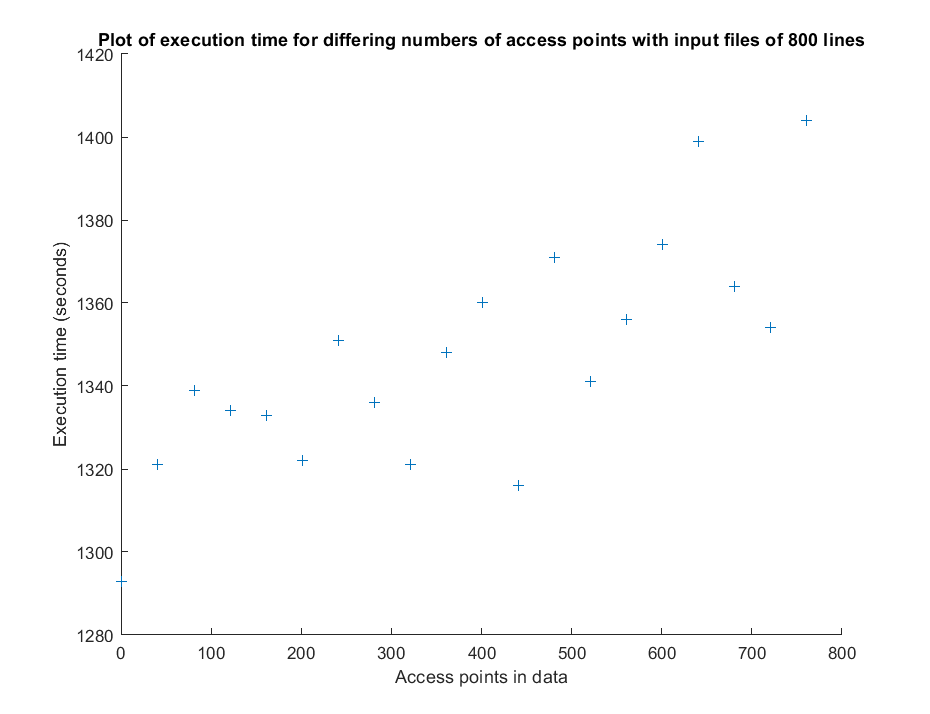 Plot of execution time for differing numbers of access points with input files of 800 lines
1420
1400
1380
1360
1340
1320
1300
1280
Execution time (seconds)
0 100 200 300 400 500 600 700 800
Access points in data